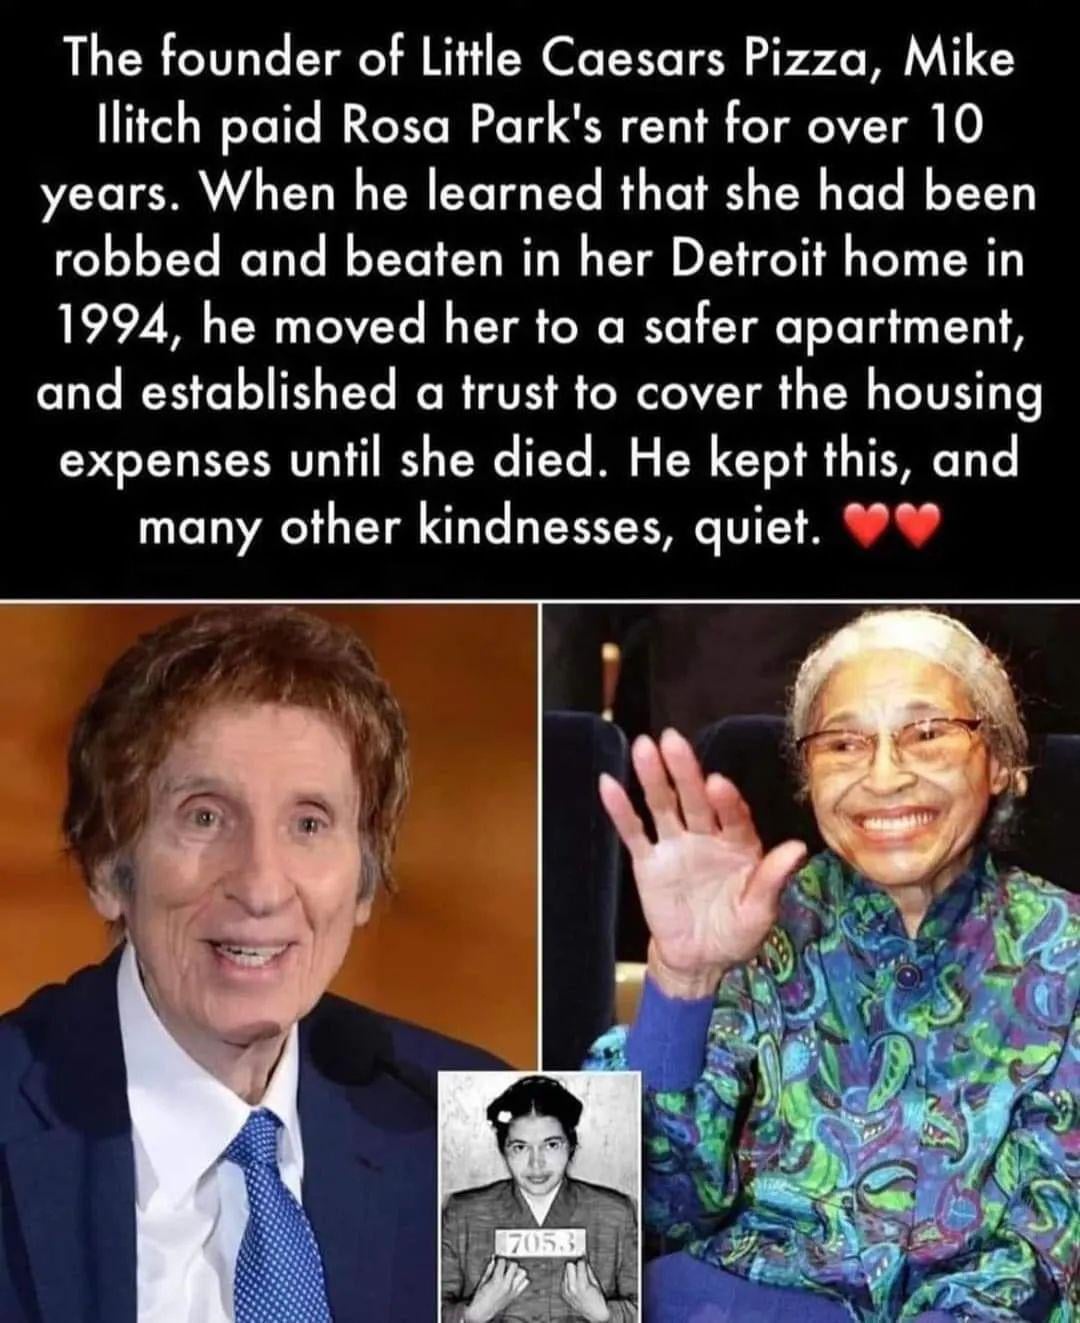 The founder of Little Caesars Pizza, Mike
Ilitch paid Rosa Park's rent for over 10
years. When he learned that she had been
robbed and beaten in her Detroit home in
1994, he moved her to a safer apartment,
and established a trust to cover the housing
expenses until she died. He kept this, and
many other kindnesses, quiet. ❤️❤️
7053